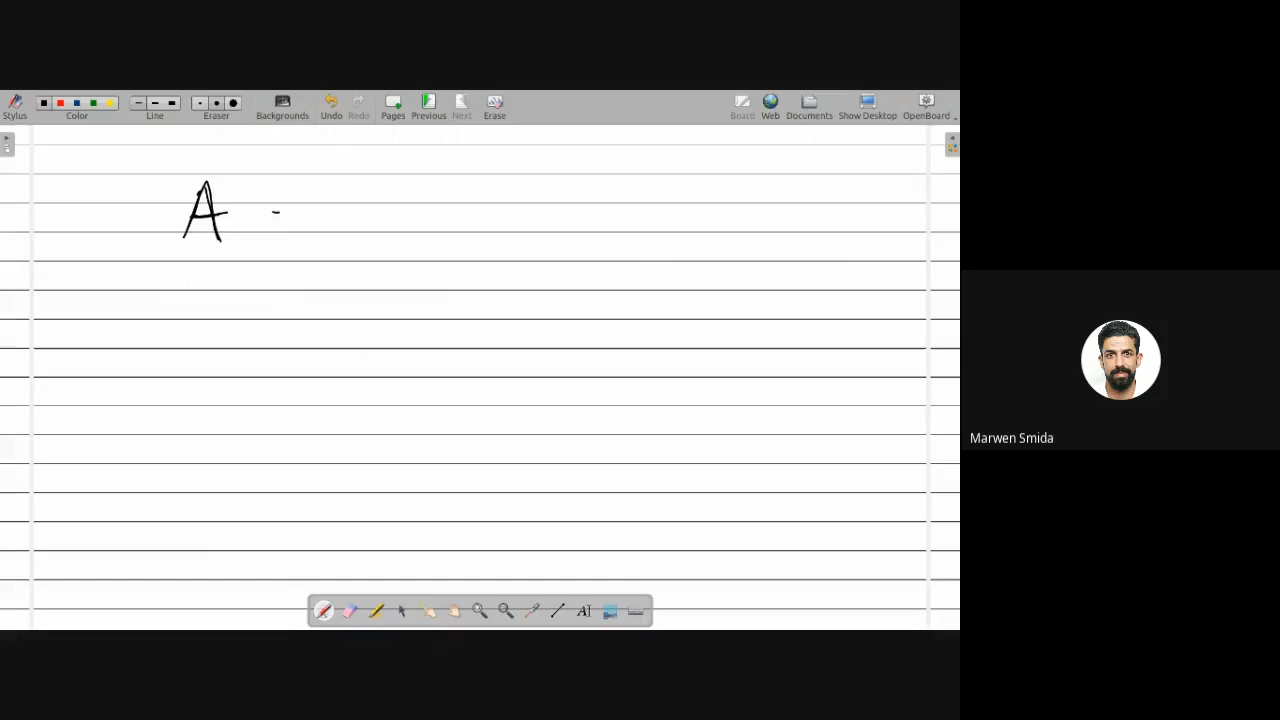 Stylus Color Line Eraser Backgrounds Undo Redo Pages Previous Next Erase Board Web Documents Show Desktop OpenBoard
A -
AI
Marwen Smida